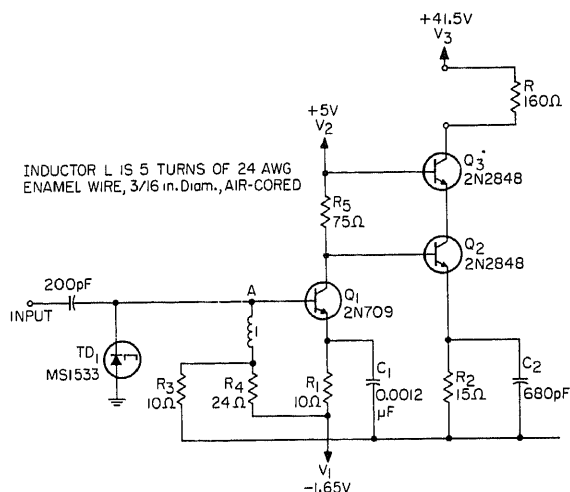 +41.5V
V3
R
160Ω
+5V
V2
Q3
2N2848
INDUCTOR L IS 5 TURNS OF 24 AWG
ENAMEL WIRE, 3/16 in. Diam., AIR-CORED
R5
75Ω
Q2
2N2848
200pF
A
Q1
2N709
INPUT
TD1
MS1533
R3
10Ω
R4
24Ω
R1
10Ω
C1
0.0012
μF
R2
15Ω
C2
680pF
V1
-1.65V